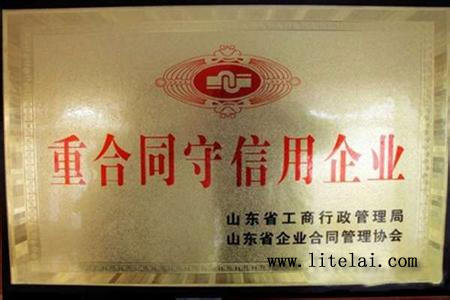 重合同守信用企业
山东省工商行政管理局
山东省企业合同管理协会
www.litelai.com